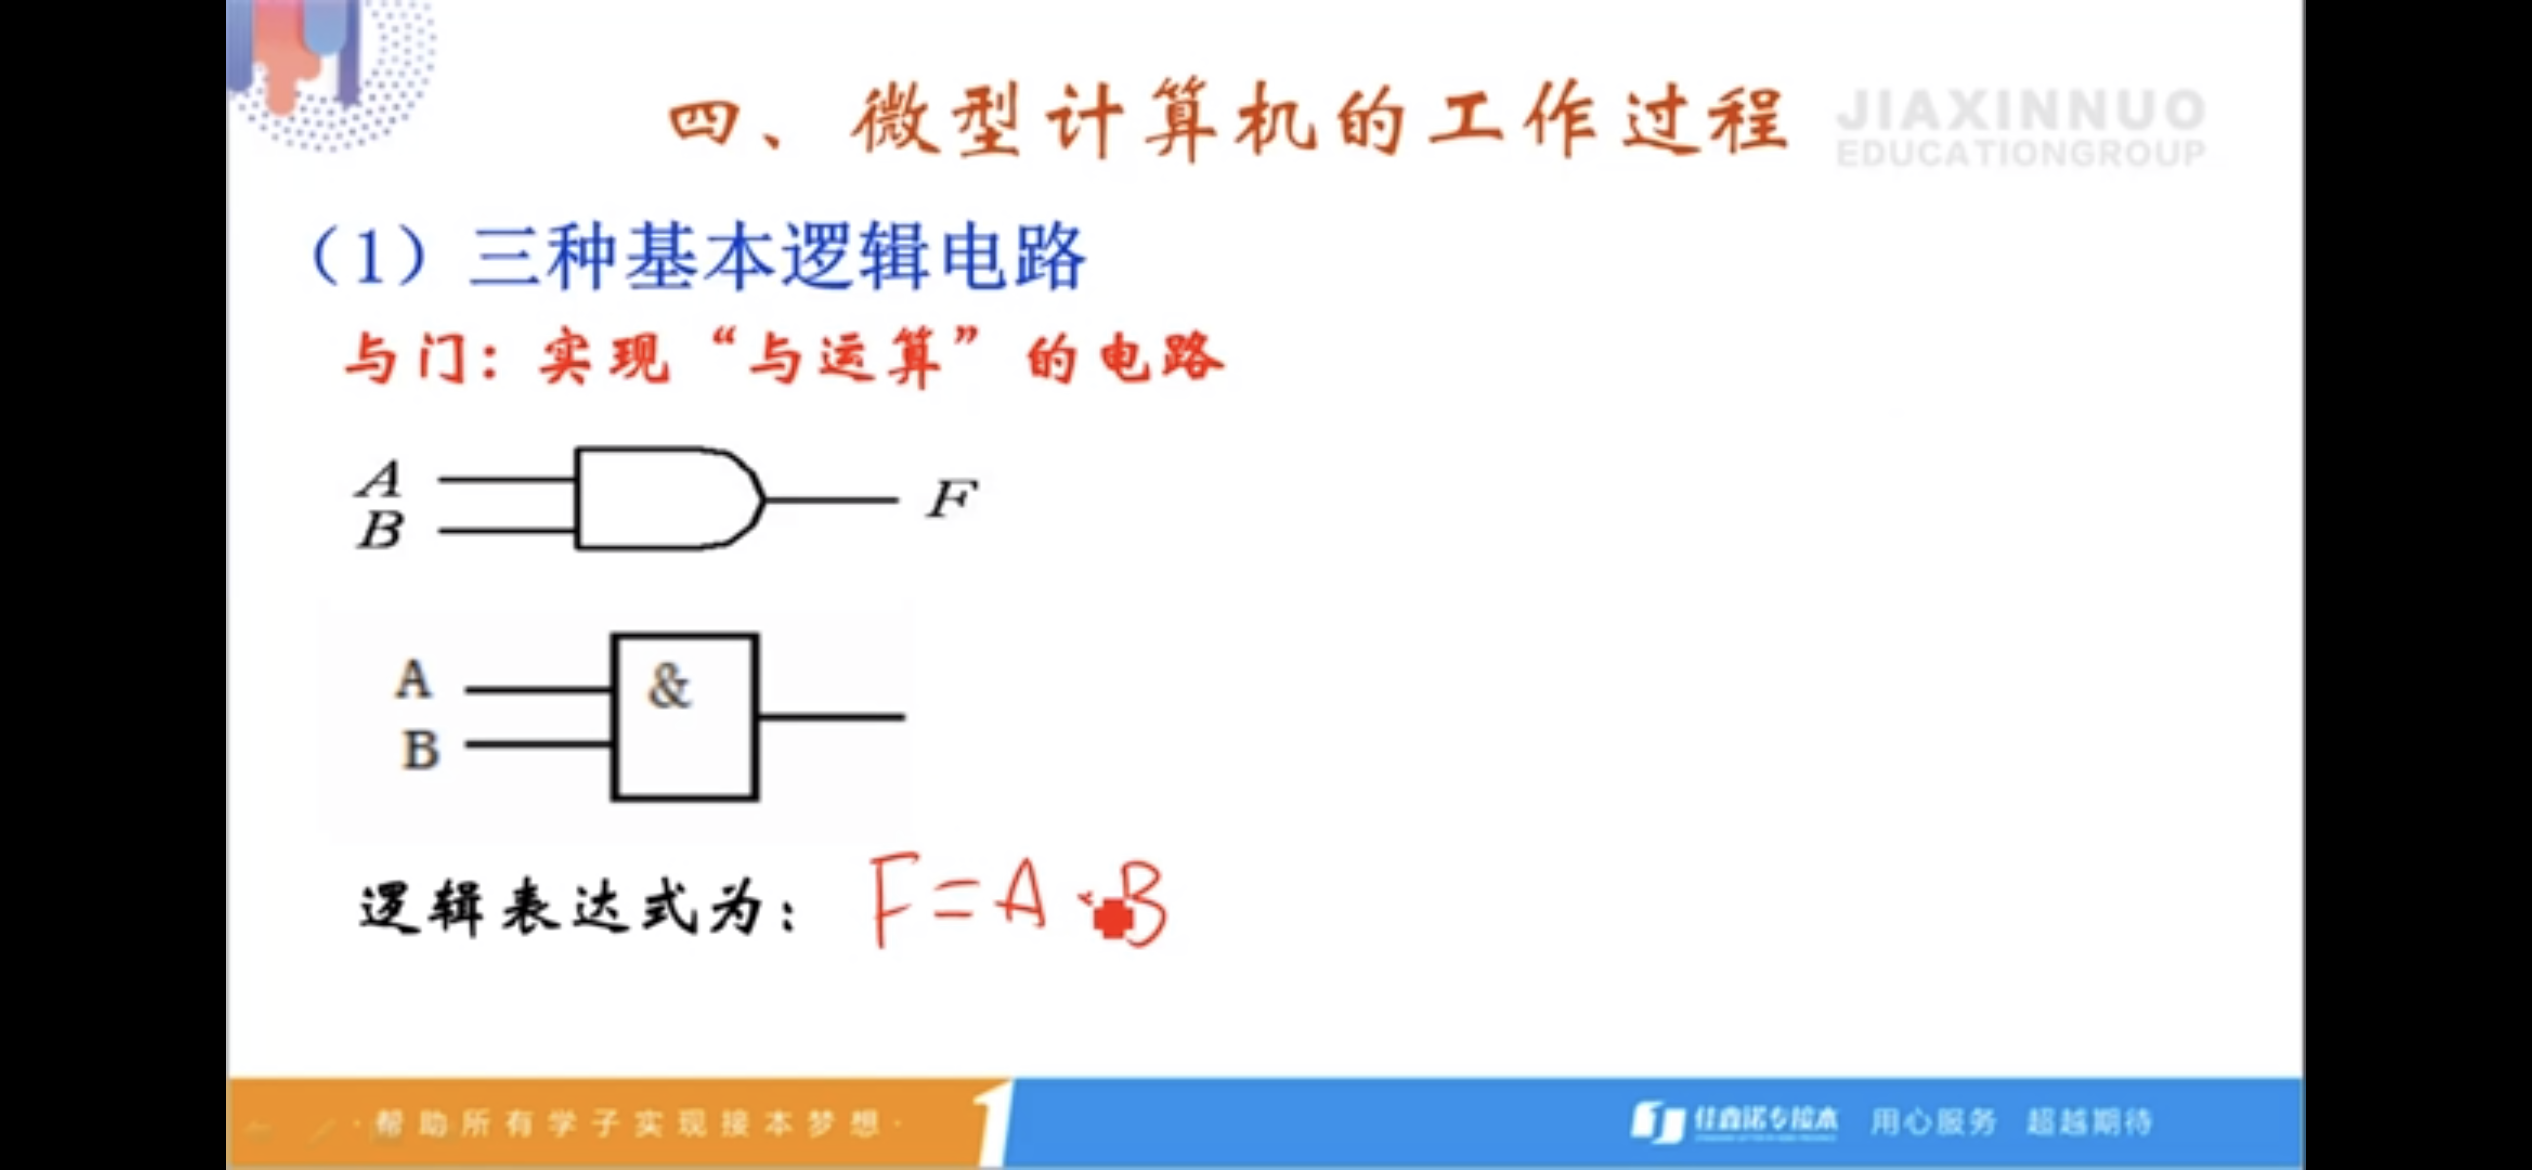 四、微型计算机的工作过程
JIAXINNUO
EDUCATIONGROUP
（1）三种基本逻辑电路
与门：实现“与运算”的电路
A
B
F
A
B
&
逻辑表达式为： F=A·B
·帮助所有学子实现接本梦想·
1
佳鑫诺专接本 用心服务 超越期待